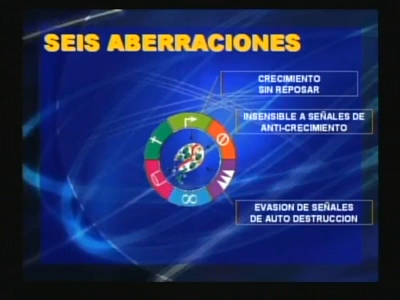 SEIS ABERRACIONES
CRECIMIENTO
SIN REPOSAR
INSENSIBLE A SEÑALES DE
ANTI-CRECIMIENTO
EVASION DE SEÑALES
DE AUTO DESTRUCCION